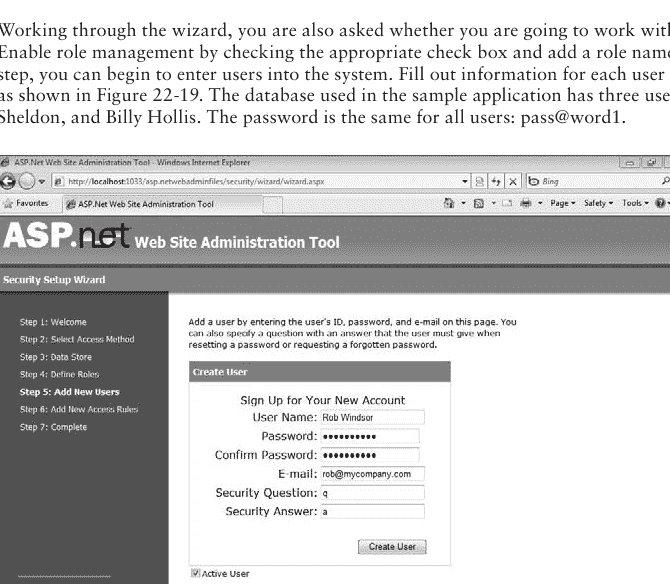 Working through the wizard, you are also asked whether you are going to work with
Enable role management by checking the appropriate check box and add a role name
step, you can begin to enter users into the system. Fill out information for each user
as shown in Figure 22-19. The database used in the sample application has three use
Sheldon, and Billy Hollis. The password is the same for all users: pass@word1.
ASP.Net Web Site Administration Tool - Windows Internet Explorer
http://localhost:1033/asp.netwebadminfiles/security/wizard/wizard.aspx
Bing
Favorites ASP.Net Web Site Administration Tool Page Safety Tools
ASP.net Web Site Administration Tool
Security Setup Wizard
Step 1: Welcome
Step 2: Select Access Method
Step 3: Data Store
Step 4: Define Roles
Step 5: Add New Users
Step 6: Add New Access Rules
Step 7: Complete
Add a user by entering the user's ID, password, and e-mail on this page. You
can also specify a question with an answer that the user must give when
resetting a password or requesting a forgotten password.
Create User
Sign Up for Your New Account
User Name: Rob Windsor
Password: ••••••••••
Confirm Password: ••••••••••
E-mail: rob@mycompany.com
Security Question: q
Security Answer: a
Create User
Active User